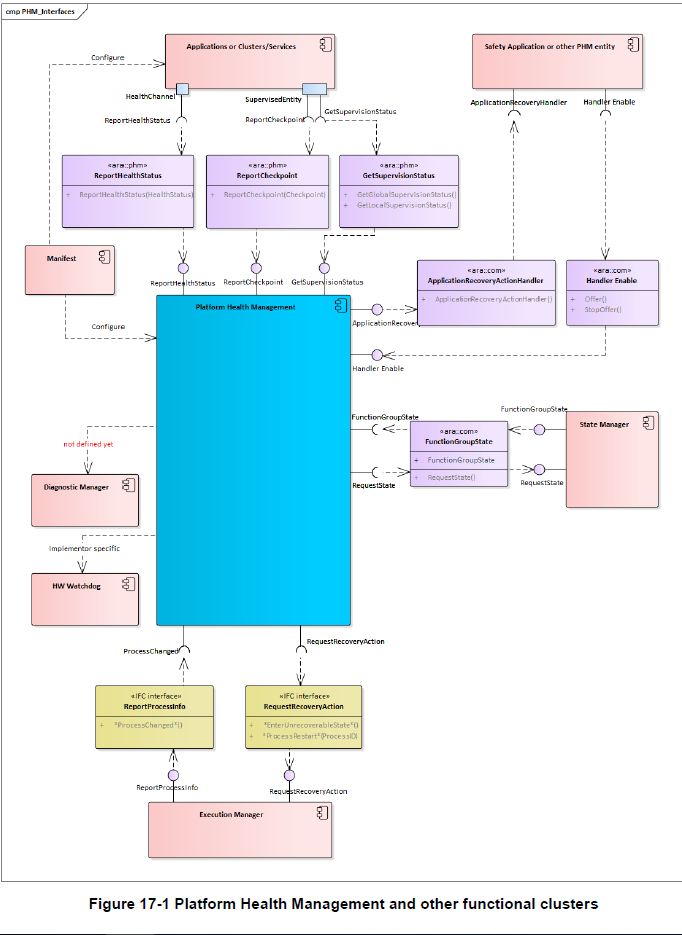 cmp PHM_Interfaces
Applications or Clusters/Services
Safety Application or other PHM entity
Configure
HealthChannel
SupervisedEntity
ApplicationRecoveryHandler
Handler Enable
GetSupervisionStatus
ReportHealthStatus
ReportCheckpoint
«ara::phm»
ReportHealthStatus
+ ReportHealthStatus(HealthStatus)
«ara::phm»
ReportCheckpoint
+ ReportCheckpoint(Checkpoint)
«ara::phm»
GetSupervisionStatus
+ GetGlobalSupervisionStatus()
+ GetLocalSupervisionStatus()
Manifest
ReportHealthStatus
ReportCheckpoint
GetSupervisionStatus
«ara::com»
ApplicationRecoveryActionHandler
+ ApplicationRecoveryActionHandler()
«ara::com»
Handler Enable
+ Offer()
+ StopOffer()
Platform Health Management
Configure
ApplicationRecovery
Handler Enable
FunctionGroupState
FunctionGroupState
State Manager
«ara::com»
FunctionGroupState
+ FunctionGroupState
+ RequestState()
RequestState
RequestState
not defined yet
Diagnostic Manager
Implementor specific
HW Watchdog
ProcessChanged
RequestRecoveryAction
«IFC interface»
ReportProcessInfo
+ *ProcessChanged*()
«IFC interface»
RequestRecoveryAction
+ *EnterUnrecoverableState*()
+ *ProcessRestart*(ProcessID)
ReportProcessInfo
RequestRecoveryAction
Execution Manager
Figure 17-1 Platform Health Management and other functional clusters